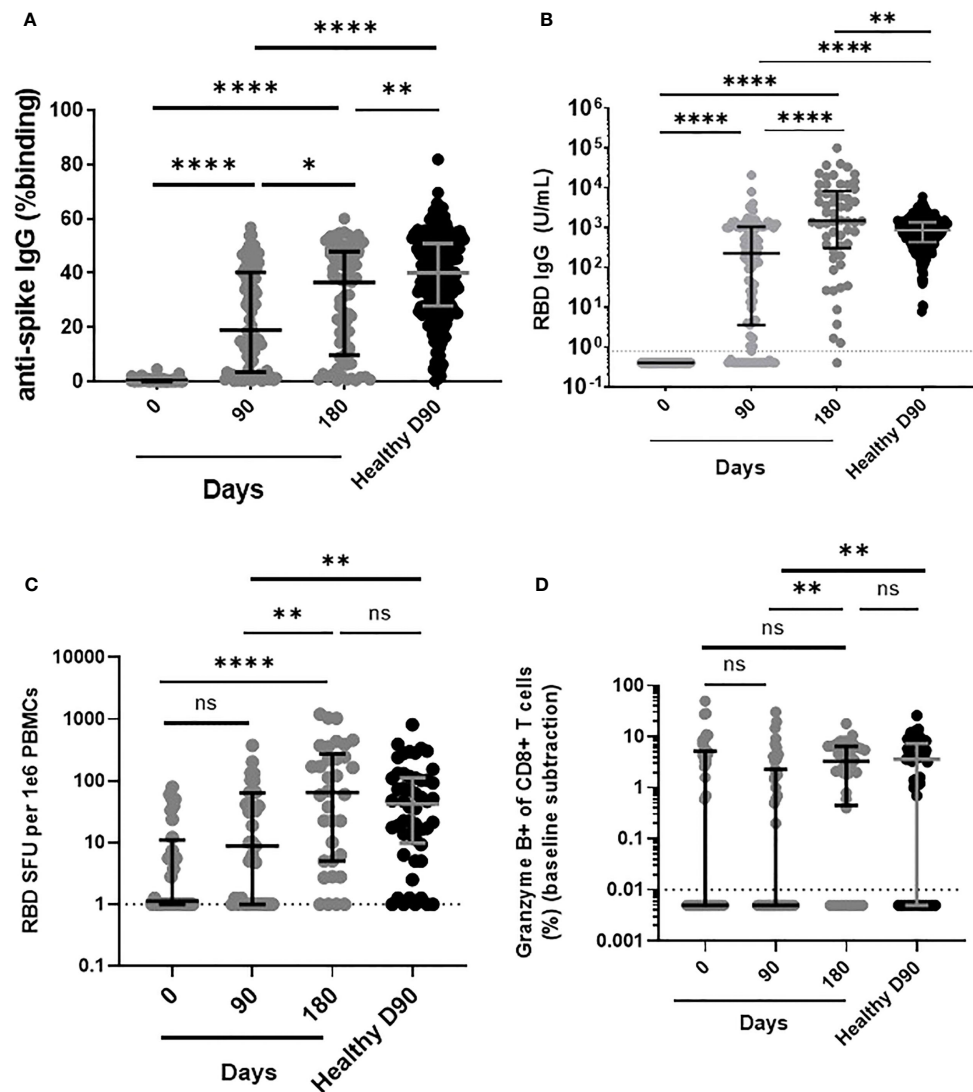 A
****
****
**
****
*
anti-spike IgG (%binding)
100
80
60
40
20
0
0
90
180
Healthy D90
Days
B
**
****
****
****
****
RBD IgG (U/mL)
10^6
10^5
10^4
10^3
10^2
10^1
10^0
10^-1
0
90
180
Healthy D90
Days
C
**
**
ns
****
ns
RBD SFU per 1e6 PBMCs
10000
1000
100
10
1
0.1
0
90
180
Healthy D90
Days
D
**
**
ns
ns
ns
Granzyme B+ of CD8+ T cells
(%) (baseline subtraction)
100
10
1
0.1
0.01
0.001
0
90
180
Healthy D90
Days